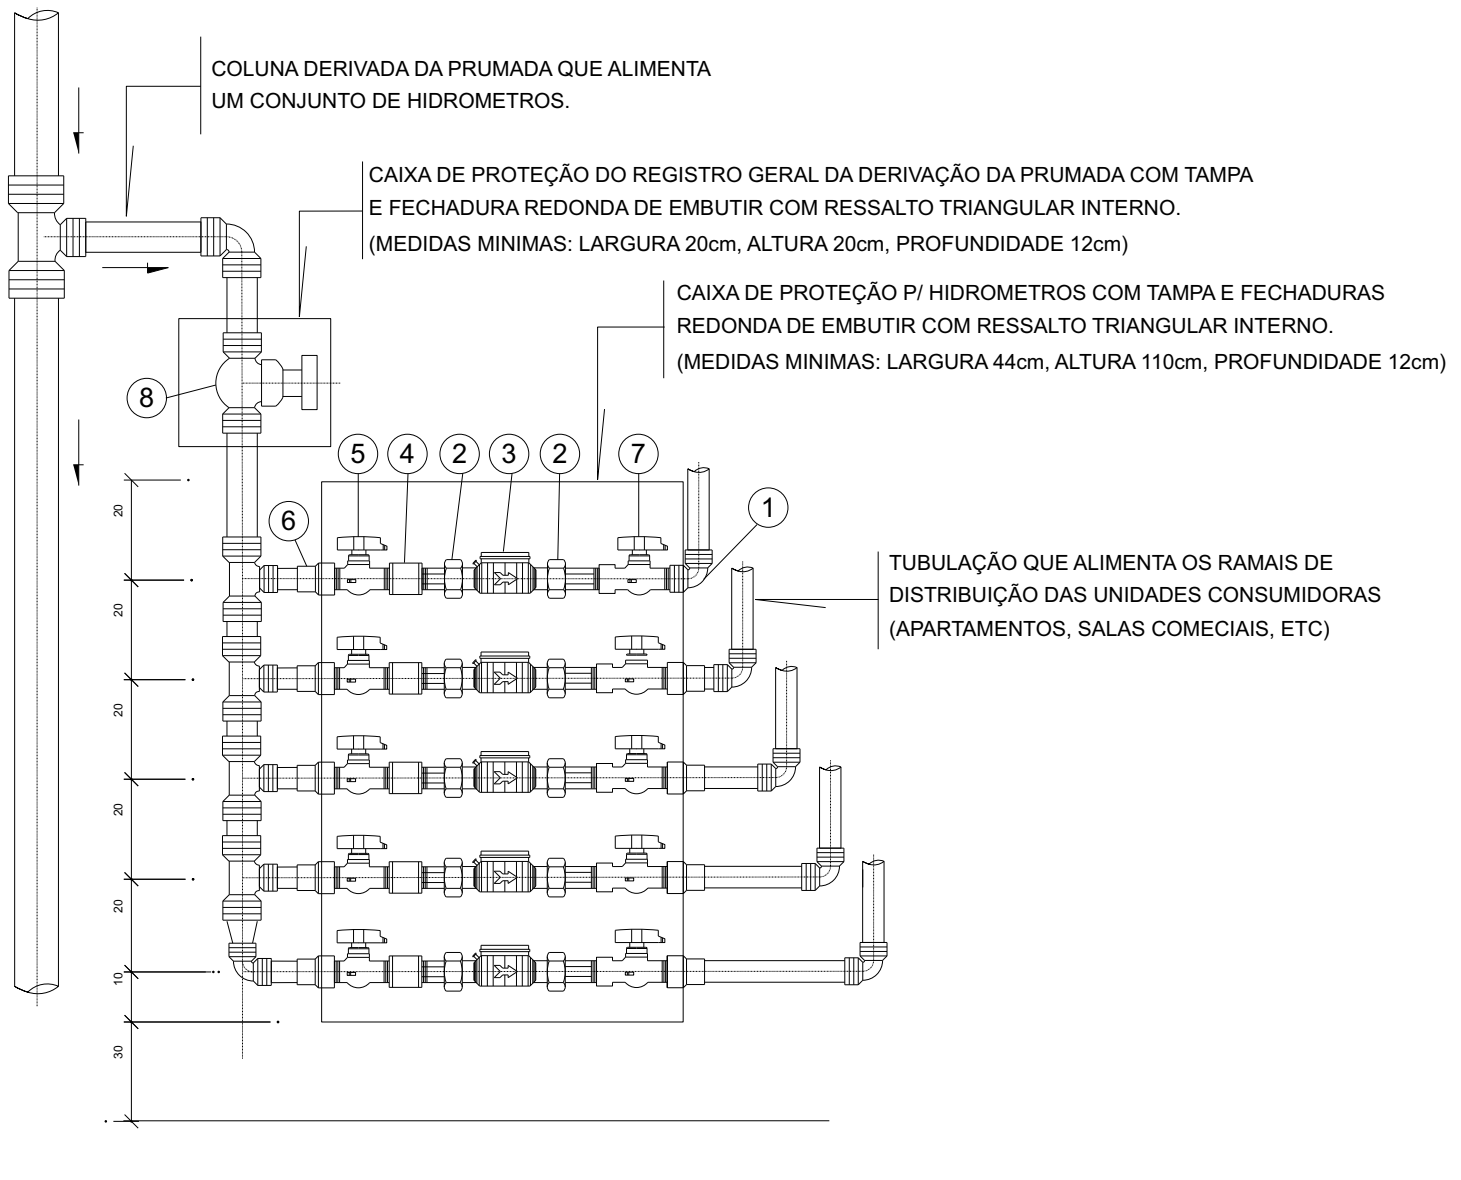 COLUNA DERIVADA DA PRUMADA QUE ALIMENTA
UM CONJUNTO DE HIDROMETROS.
CAIXA DE PROTEÇÃO DO REGISTRO GERAL DA DERIVAÇÃO DA PRUMADA COM TAMPA
E FECHADURA REDONDA DE EMBUTIR COM RESSALTO TRIANGULAR INTERNO.
(MEDIDAS MINIMAS: LARGURA 20cm, ALTURA 20cm, PROFUNDIDADE 12cm)
CAIXA DE PROTEÇÃO P/ HIDROMETROS COM TAMPA E FECHADURAS
REDONDA DE EMBUTIR COM RESSALTO TRIANGULAR INTERNO.
(MEDIDAS MINIMAS: LARGURA 44cm, ALTURA 110cm, PROFUNDIDADE 12cm)
8
5 4 2 3 2 7
6
1
TUBULAÇÃO QUE ALIMENTA OS RAMAIS DE
DISTRIBUIÇÃO DAS UNIDADES CONSUMIDORAS
(APARTAMENTOS, SALAS COMECIAIS, ETC)
20
20
20
20
20
10
30